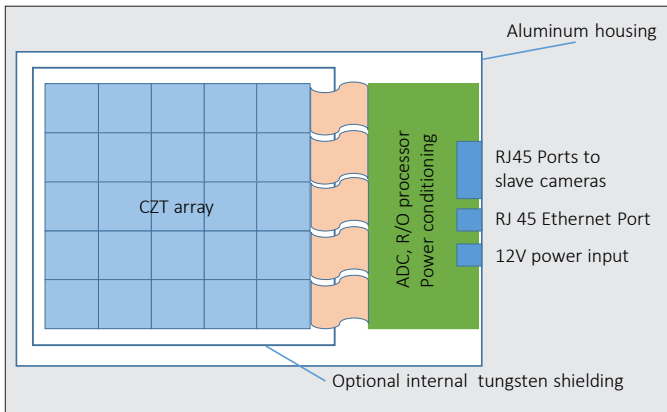 Aluminum housing
CZT array
ADC, R/O processor
Power conditioning
RJ45 Ports to
slave cameras
RJ 45 Ethernet Port
12V power input
Optional internal tungsten shielding